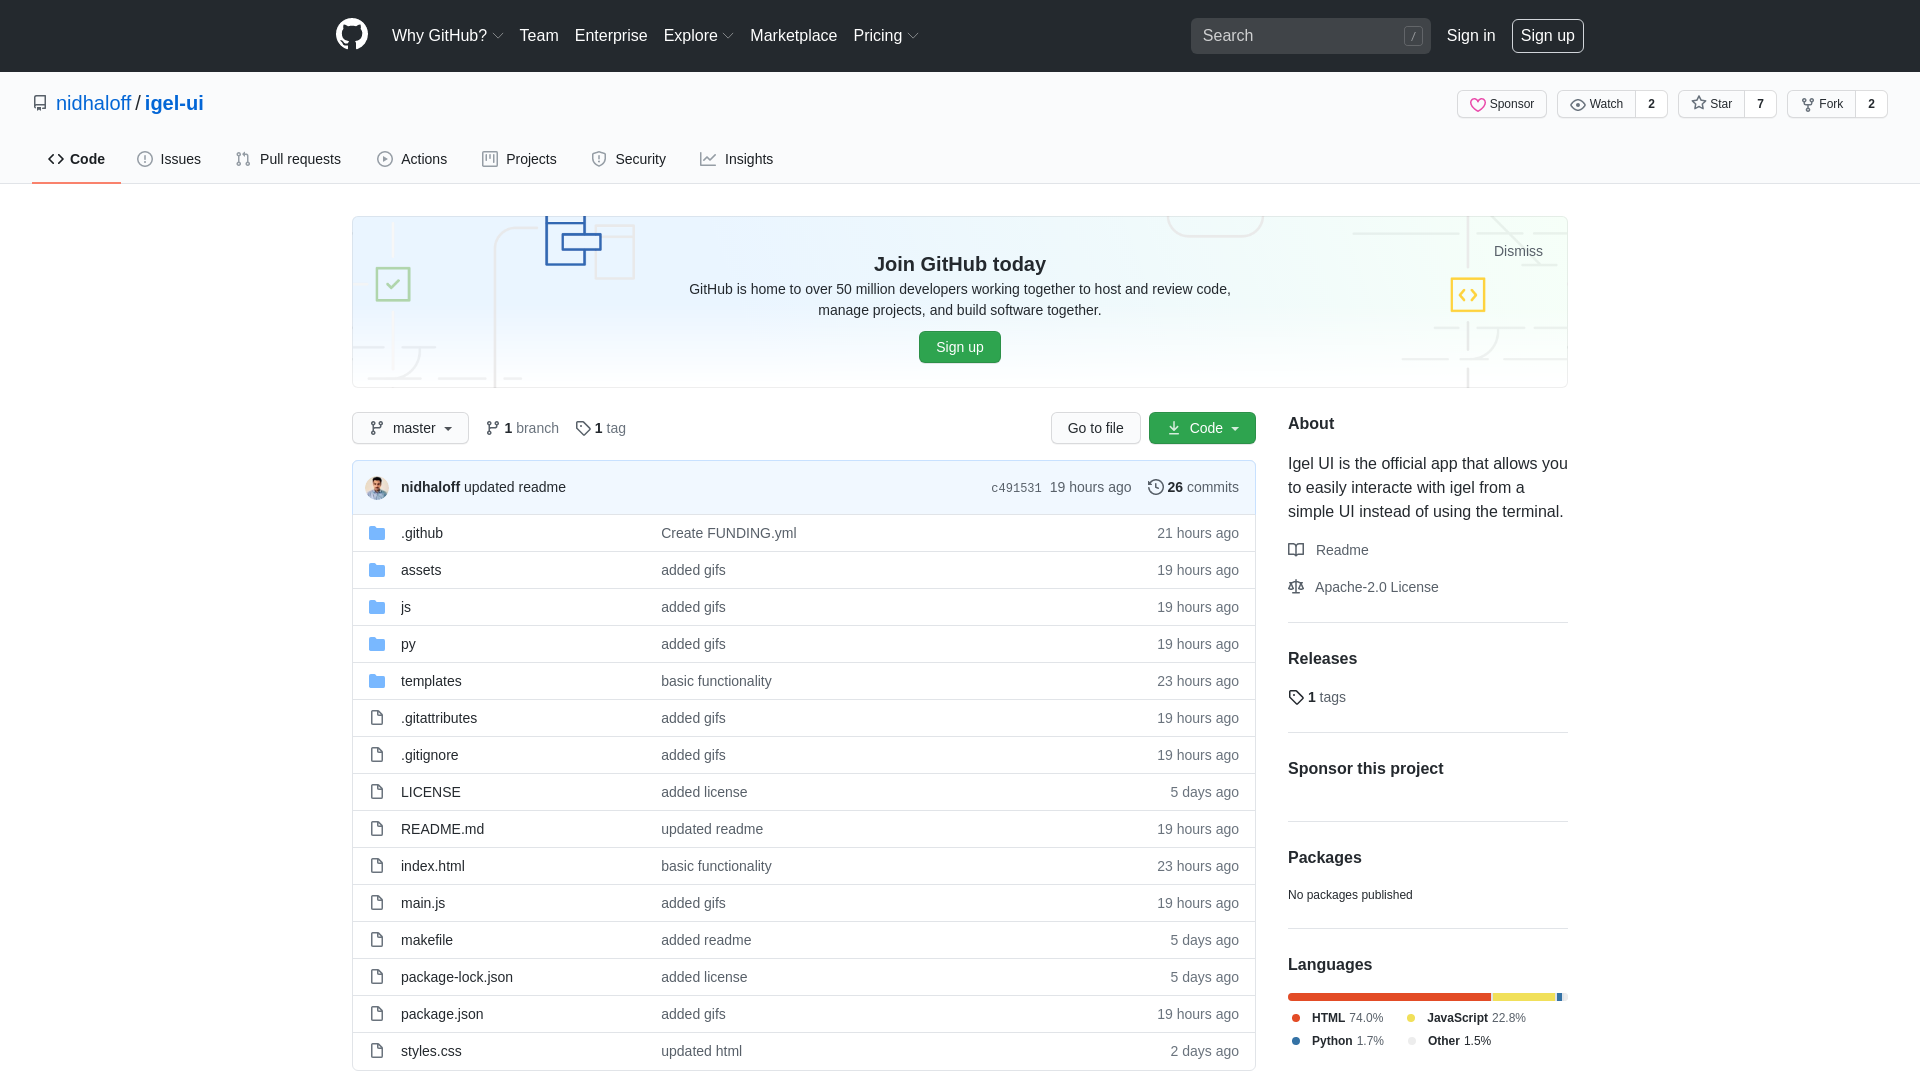 Why GitHub? Team Enterprise Explore Marketplace Pricing Search / Sign in Sign up
nidhaloff / igel-ui Sponsor Watch 2 Star 7 Fork 2
Code Issues Pull requests Actions Projects Security Insights
Dismiss
Join GitHub today
GitHub is home to over 50 million developers working together to host and review code,
manage projects, and build software together.
Sign up
master 1 branch 1 tag Go to file Code
nidhaloff updated readme c491531 19 hours ago 26 commits
.github Create FUNDING.yml 21 hours ago
assets added gifs 19 hours ago
js added gifs 19 hours ago
py added gifs 19 hours ago
templates basic functionality 23 hours ago
.gitattributes added gifs 19 hours ago
.gitignore added gifs 19 hours ago
LICENSE added license 5 days ago
README.md updated readme 19 hours ago
index.html basic functionality 23 hours ago
main.js added gifs 19 hours ago
makefile added readme 5 days ago
package-lock.json added license 5 days ago
package.json added gifs 19 hours ago
styles.css updated html 2 days ago
About
Igel UI is the official app that allows you
to easily interacte with igel from a
simple UI instead of using the terminal.
Readme
Apache-2.0 License
Releases
1 tags
Sponsor this project
Packages
No packages published
Languages
HTML 74.0% JavaScript 22.8%
Python 1.7% Other 1.5%